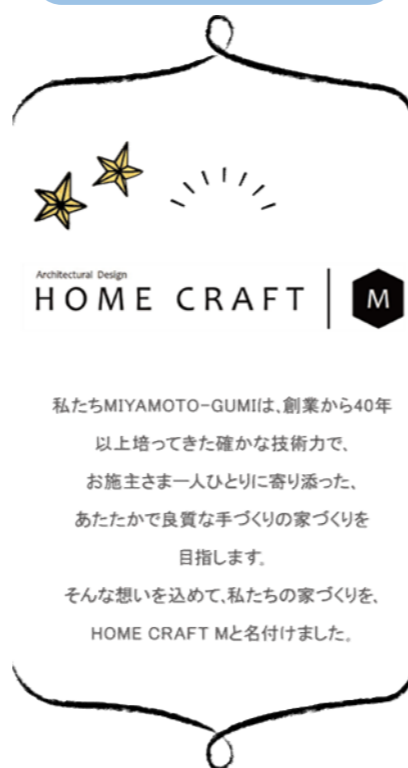 Architectural Design
HOME CRAFT M
私たちMIYAMOTO-GUMIは、創業から40年
以上培ってきた確かな技術力で、
お施主さま一人ひとりに寄り添った、
あたたかで良質な手づくりの家づくりを
目指します。
そんな想いを込めて、私たちの家づくりを、
HOME CRAFT Mと名付けました。